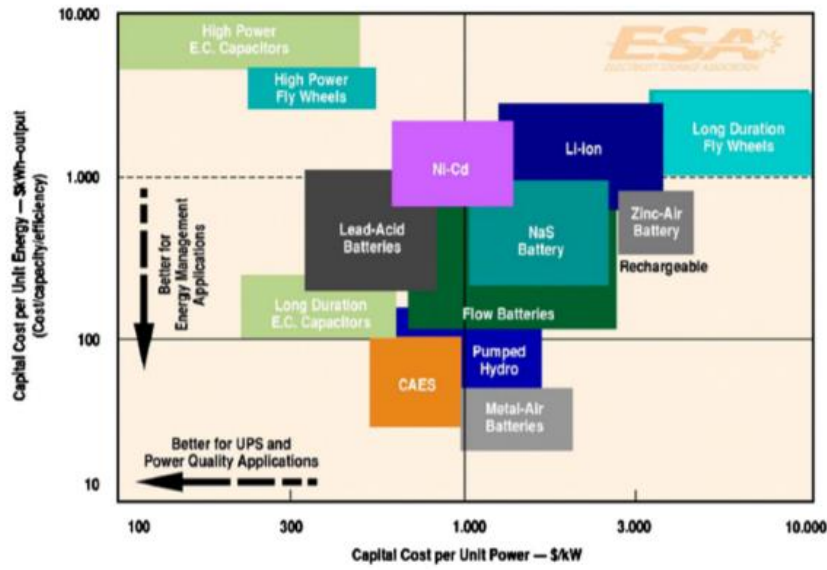 10.000
High Power
E.C. Capacitors
ESA
ELECTRICITY STORAGE ASSOCIATION
High Power
Fly Wheels
Long Duration
Fly Wheels
Li-Ion
Ni-Cd
1.000
Lead-Acid
Batteries
NaS
Battery
Zinc-Air
Battery
Rechargeable
Better for
Energy Management
Applications
Long Duration
E.C. Capacitors
Flow Batteries
100
Pumped
Hydro
CAES
Metal-Air
Batteries
Better for UPS and
Power Quality Applications
10
100
300
1.000
3.000
10.000
Capital Cost per Unit Power — $/kW
Capital Cost per Unit Energy — $kWh-output
(Cost/capacity/efficiency)